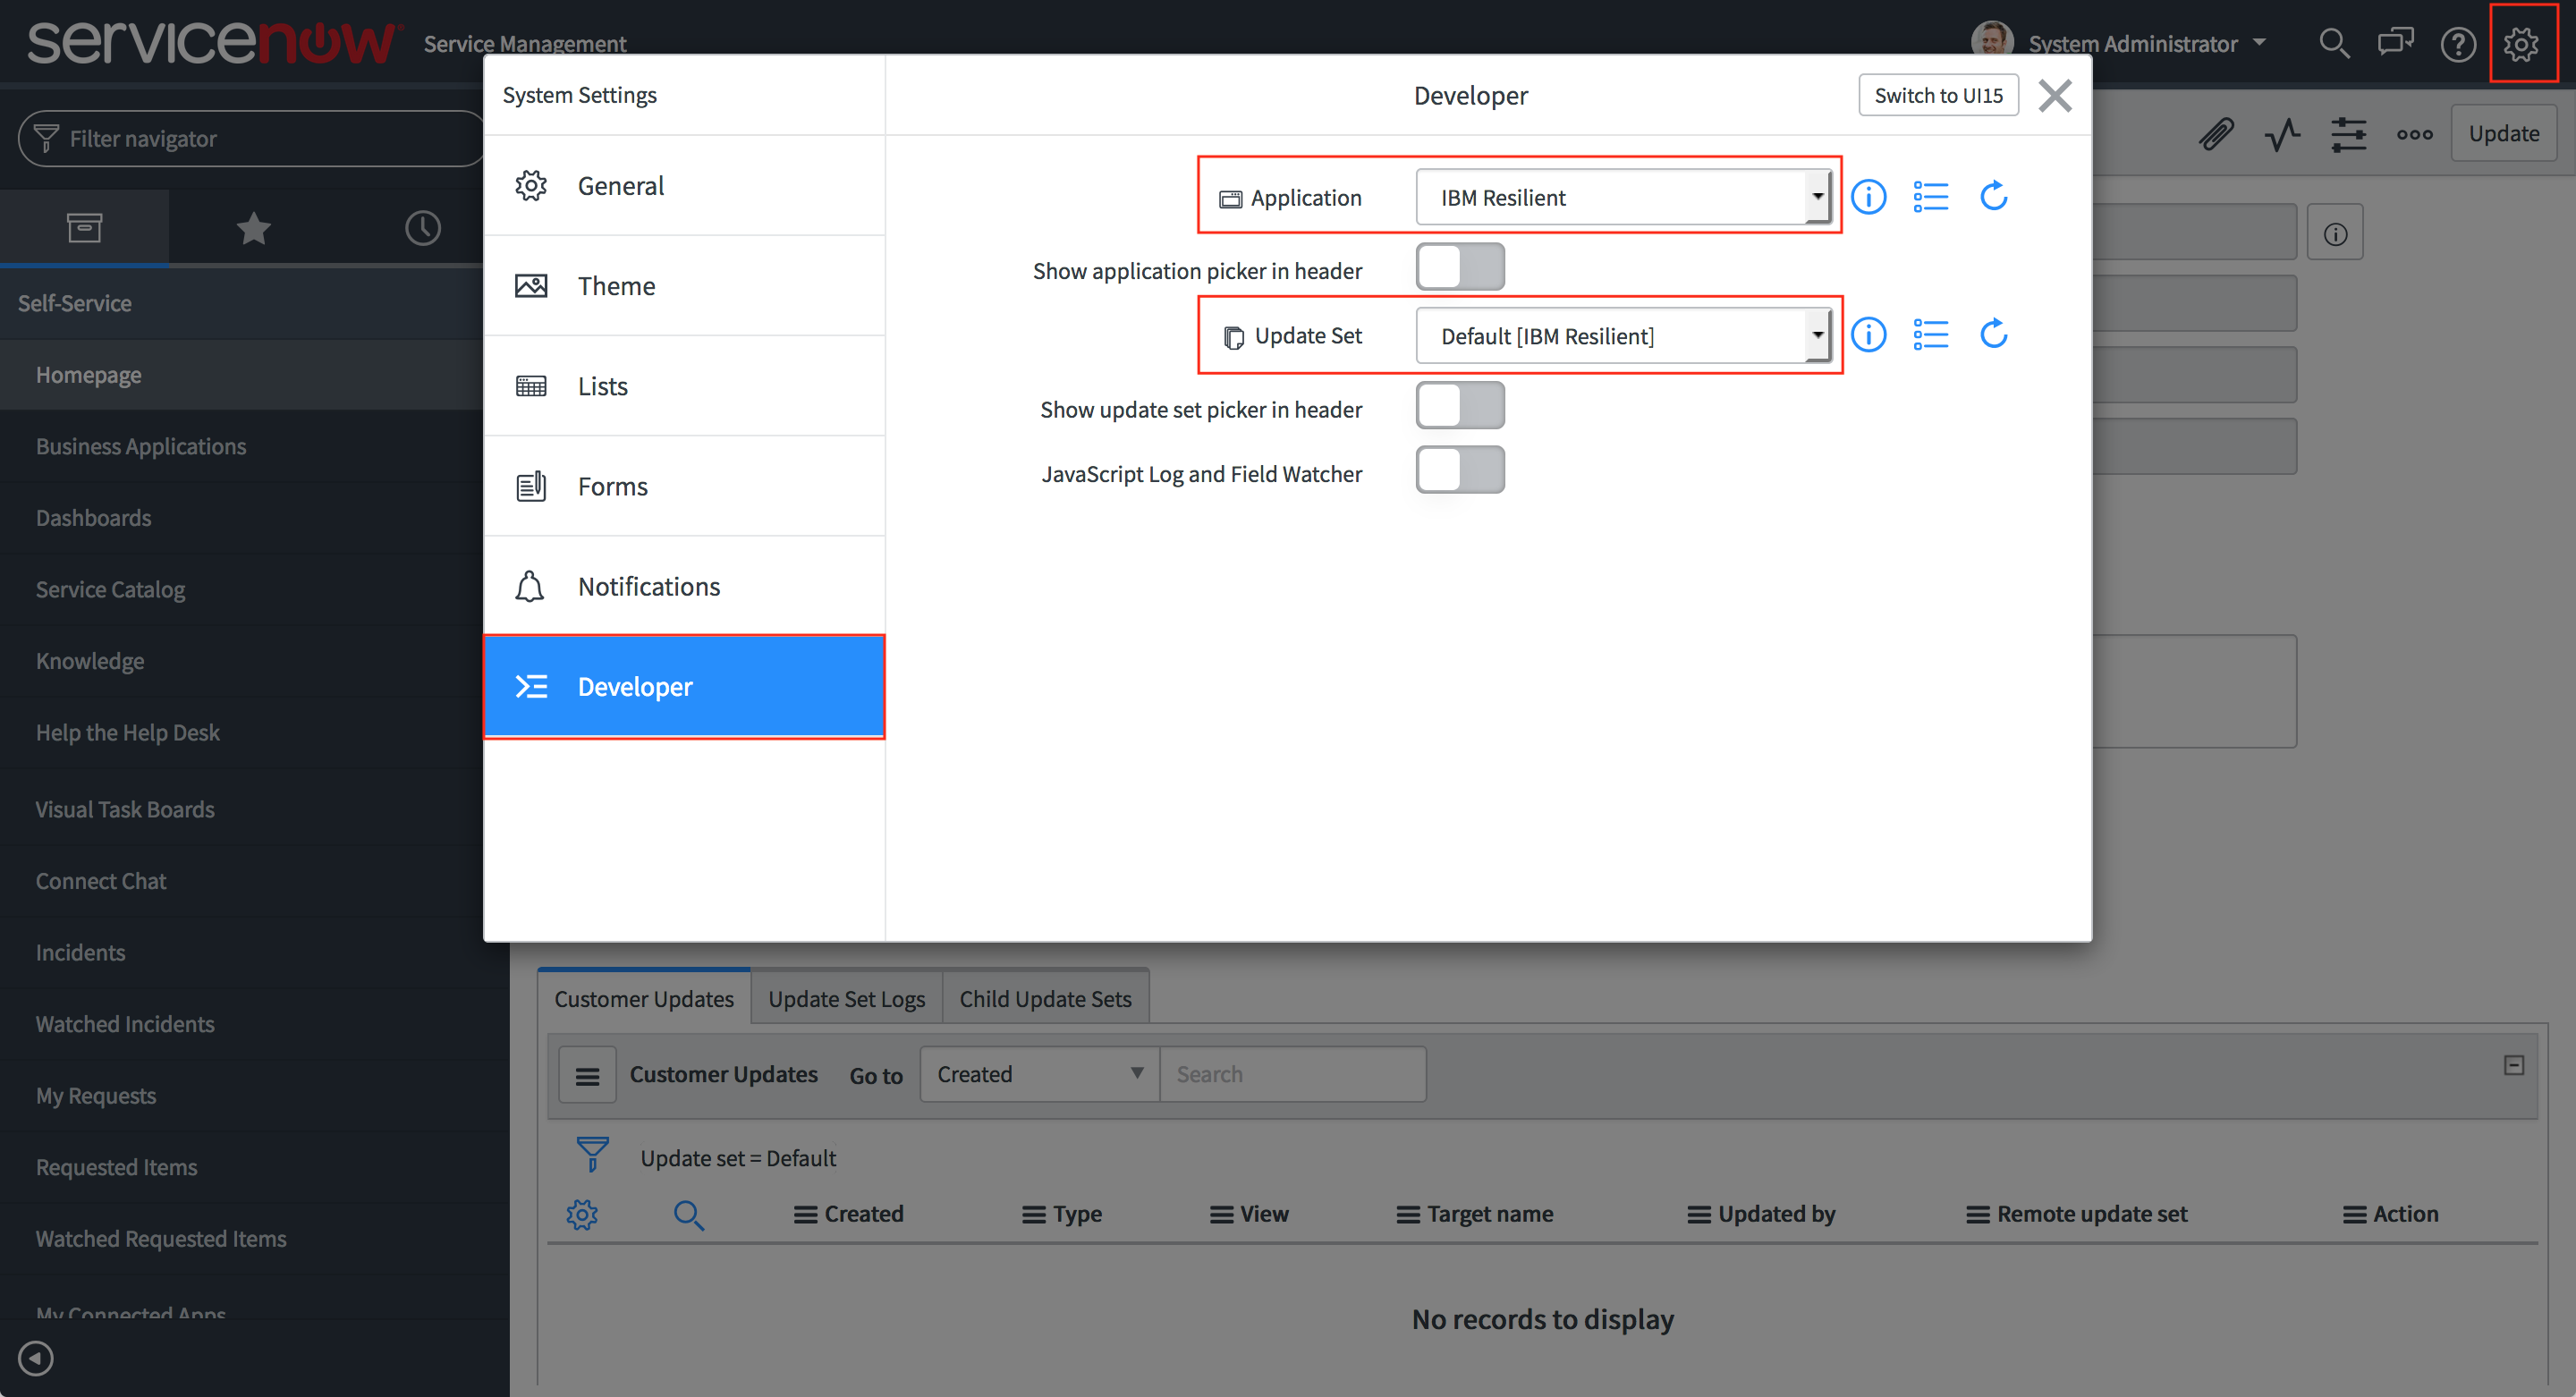 servicenow
Service Management
System Administrator
Filter navigator
Self-Service
Homepage
Business Applications
Dashboards
Service Catalog
Knowledge
Help the Help Desk
Visual Task Boards
Connect Chat
Incidents
Watched Incidents
My Requests
Requested Items
Watched Requested Items
My Connected Apps
System Settings
General
Theme
Lists
Forms
Notifications
Developer
Developer
Switch to UI15
Application
IBM Resilient
Show application picker in header
Update Set
Default [IBM Resilient]
Show update set picker in header
JavaScript Log and Field Watcher
Update
Customer Updates Update Set Logs Child Update Sets
Customer Updates Go to Created Search
Update set = Default
Created Type View Target name Updated by Remote update set Action
No records to display